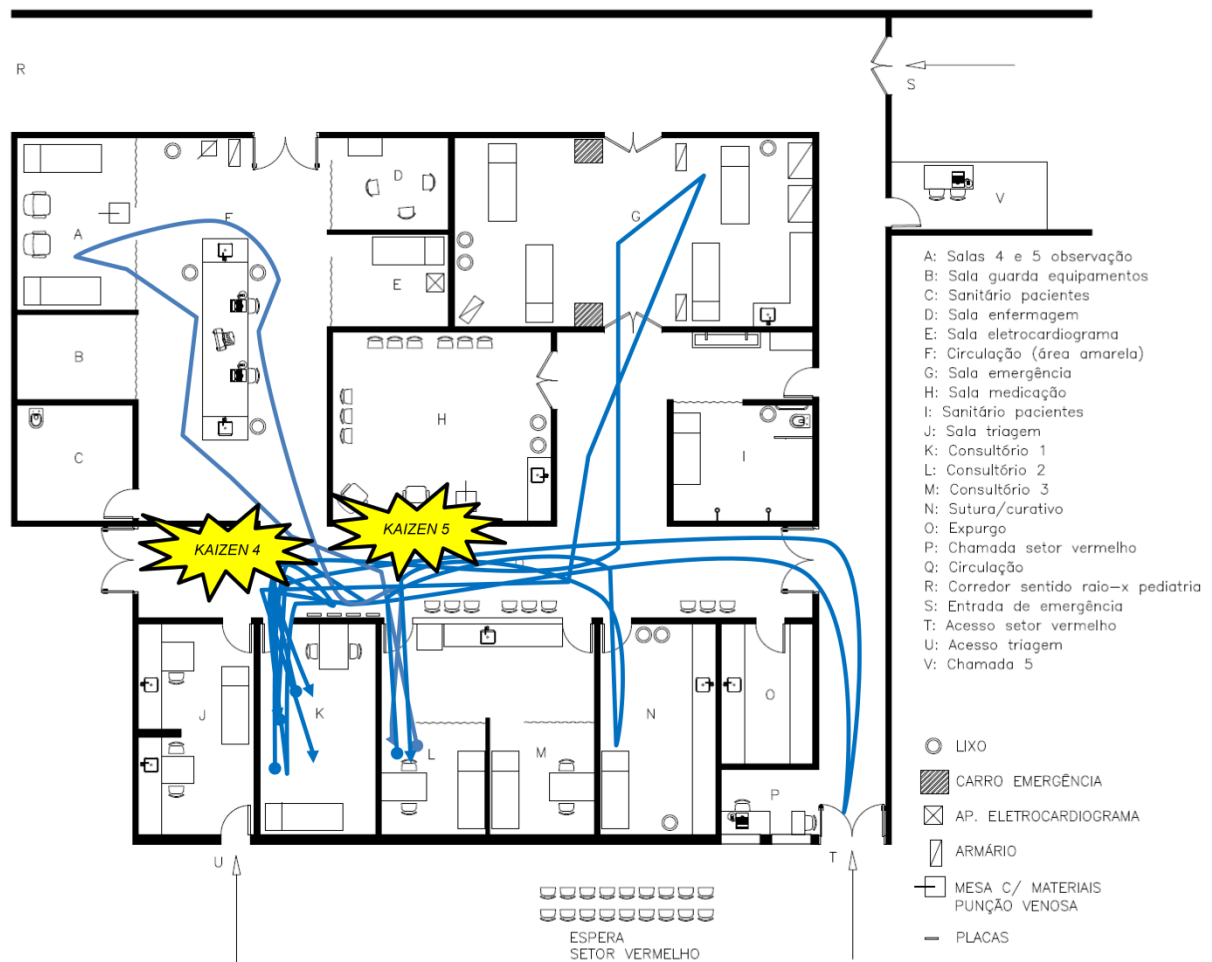 R
S
D
V
A
F
G
E
A: Salas 4 e 5 observação
B: Sala guarda equipamentos
C: Sanitário pacientes
D: Sala enfermagem
E: Sala eletrocardiograma
F: Circulação (área amarela)
G: Sala emergência
H: Sala medicação
I: Sanitário pacientes
J: Sala triagem
K: Consultório 1
L: Consultório 2
M: Consultório 3
N: Sutura/curativo
O: Expurgo
P: Chamada setor vermelho
Q: Circulação
R: Corredor sentido raio-x pediatria
S: Entrada de emergência
T: Acesso setor vermelho
U: Acesso triagem
V: Chamada 5
B
H
C
I
KAIZEN 4
KAIZEN 5
J
K
L
M
N
O
P
U
T
LIXO
CARRO EMERGÊNCIA
AP. ELETROCARDIOGRAMA
ARMÁRIO
MESA C/ MATERIAIS
PUNÇÃO VENOSA
PLACAS
ESPERA
SETOR VERMELHO